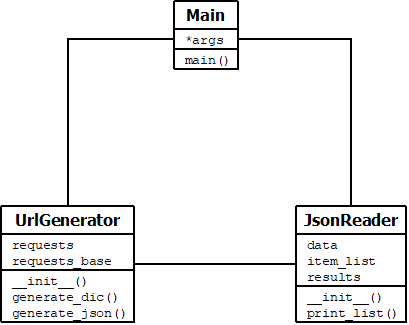 Main
*args
main()
UrlGenerator
requests
requests_base
__init__()
generate_dic()
generate_json()
JsonReader
data
item_list
results
__init__()
print_list()